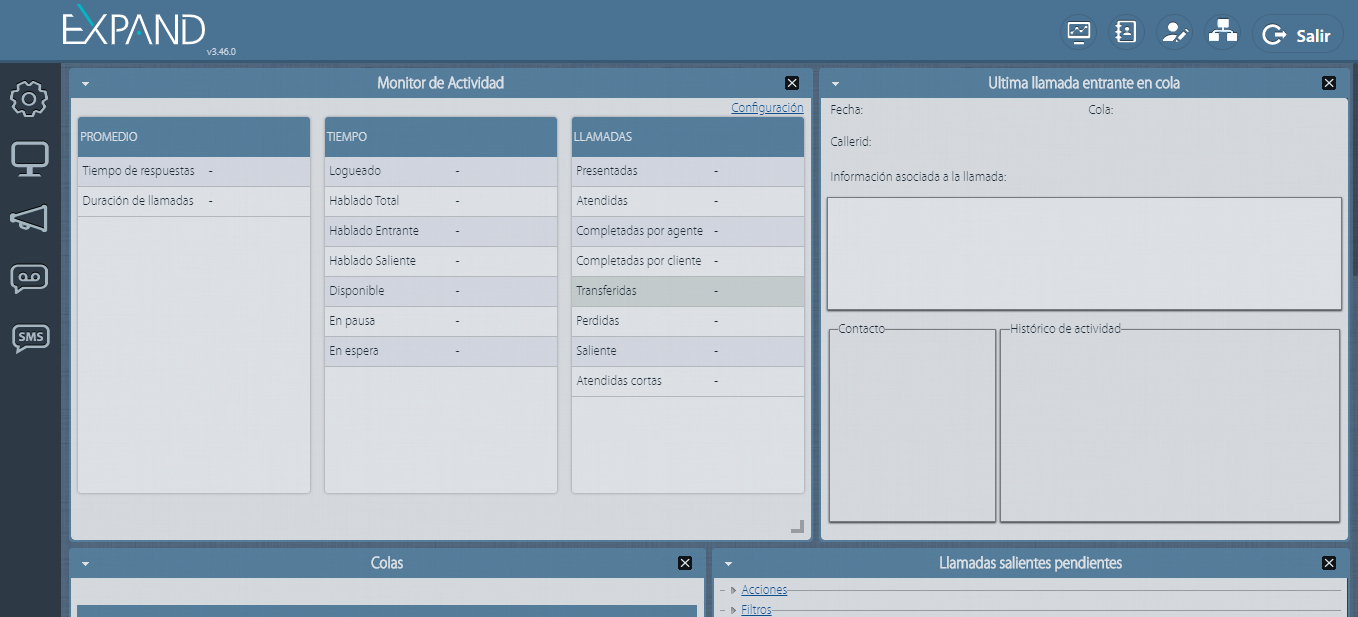 EXPAND
v3.46.0
Salir
SMS
Monitor de Actividad
Configuración
PROMEDIO
Tiempo de respuestas -
Duración de llamadas -
TIEMPO
Logueado -
Hablado Total -
Hablado Entrante -
Hablado Saliente -
Disponible -
En pausa -
En espera -
LLAMADAS
Presentadas -
Atendidas -
Completadas por agente -
Completadas por cliente -
Transferidas -
Perdidas -
Saliente -
Atendidas cortas -
Ultima llamada entrante en cola
Fecha: Cola:
Callerid:
Información asociada a la llamada:
Contacto
Histórico de actividad
Colas
Llamadas salientes pendientes
Acciones
Filtros